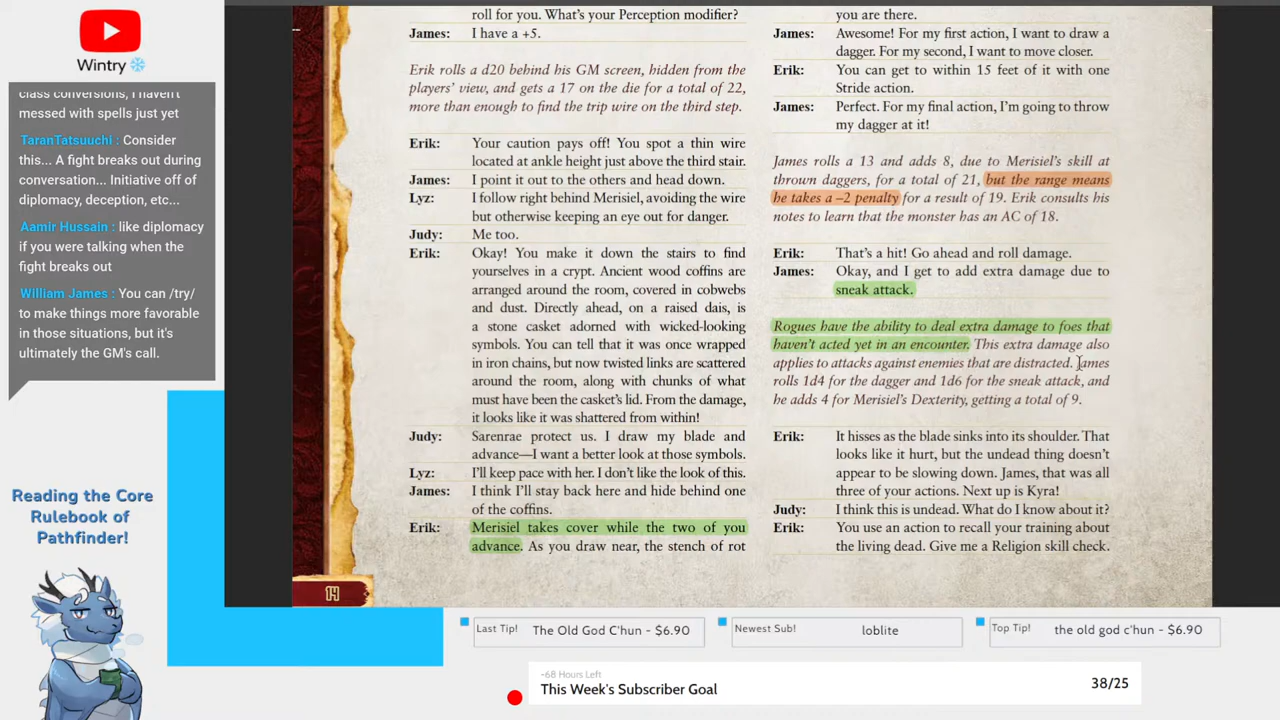 Wintry
class conversions, I haven't
messed with spells just yet
TaranTatsuuchi : Consider
this... A fight breaks out during
conversation... Initiative off of
diplomacy, deception, etc...
Aamir Hussain : like diplomacy
if you were talking when the
fight breaks out
William James : You can /try/
to make things more favorable
in those situations, but it's
ultimately the GM's call.
Reading the Core
Rulebook of
Pathfinder!
roll for you. What's your Perception modifier?
James: I have a +5.
Erik rolls a d20 behind his GM screen, hidden from the
players' view, and gets a 17 on the die for a total of 22,
more than enough to find the trip wire on the third step.
Erik: Your caution pays off! You spot a thin wire
located at ankle height just above the third stair.
James: I point it out to the others and head down.
Lyz: I follow right behind Merisiel, avoiding the wire
but otherwise keeping an eye out for danger.
Judy: Me too.
Erik: Okay! You make it down the stairs to find
yourselves in a crypt. Ancient wood coffins are
arranged around the room, covered in cobwebs
and dust. Directly ahead, on a raised dais, is
a stone casket adorned with wicked-looking
symbols. You can tell that it was once wrapped
in iron chains, but now twisted links are scattered
around the room, along with chunks of what
must have been the casket's lid. From the damage,
it looks like it was shattered from within!
Judy: Sarenrae protect us. I draw my blade and
advance—I want a better look at those symbols.
Lyz: I'll keep pace with her. I don't like the look of this.
James: I think I'll stay back here and hide behind one
of the coffins.
Erik: Merisiel takes cover while the two of you
advance. As you draw near, the stench of rot
14
you are there.
James: Awesome! For my first action, I want to draw a
dagger. For my second, I want to move closer.
Erik: You can get to within 15 feet of it with one
Stride action.
James: Perfect. For my final action, I'm going to throw
my dagger at it!
James rolls a 13 and adds 8, due to Merisiel's skill at
thrown daggers, for a total of 21, but the range means
he takes a –2 penalty for a result of 19. Erik consults his
notes to learn that the monster has an AC of 18.
Erik: That's a hit! Go ahead and roll damage.
James: Okay, and I get to add extra damage due to
sneak attack.
Rogues have the ability to deal extra damage to foes that
haven't acted yet in an encounter. This extra damage also
applies to attacks against enemies that are distracted. James
rolls 1d4 for the dagger and 1d6 for the sneak attack, and
he adds 4 for Merisiel's Dexterity, getting a total of 9.
Erik: It hisses as the blade sinks into its shoulder. That
looks like it hurt, but the undead thing doesn't
appear to be slowing down. James, that was all
three of your actions. Next up is Kyra!
Judy: I think this is undead. What do I know about it?
Erik: You use an action to recall your training about
the living dead. Give me a Religion skill check.
Last Tip! The Old God C'hun - $6.90
Newest Sub! loblite
Top Tip! the old god c'hun - $6.90
-68 Hours Left
This Week's Subscriber Goal
38/25